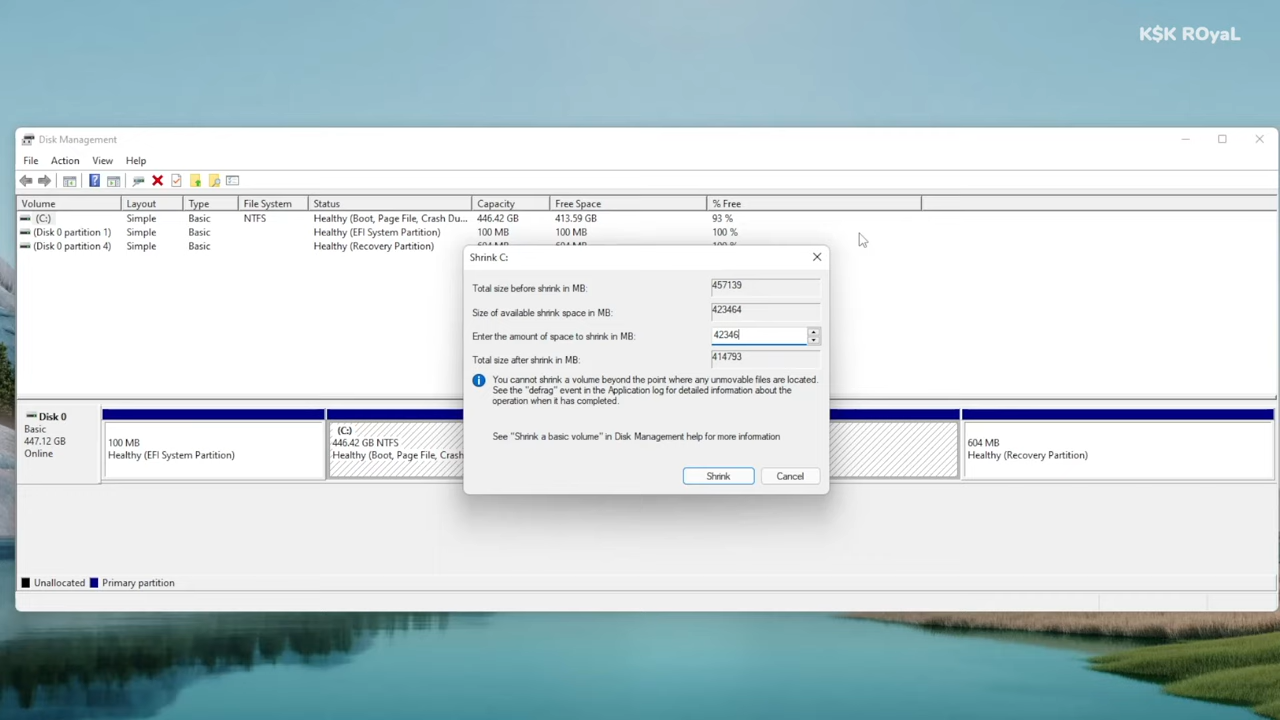 K$K ROyaL
Disk Management
File Action View Help
Volume Layout Type File System Status Capacity Free Space % Free
(C:) Simple Basic NTFS Healthy (Boot, Page File, Crash Du... 446.42 GB 413.59 GB 93 %
(Disk 0 partition 1) Simple Basic Healthy (EFI System Partition) 100 MB 100 MB 100 %
(Disk 0 partition 4) Simple Basic Healthy (Recovery Partition) 604 MB 604 MB 100 %
Shrink C:
Total size before shrink in MB: 457139
Size of available shrink space in MB: 423464
Enter the amount of space to shrink in MB: 42346
Total size after shrink in MB: 414793
You cannot shrink a volume beyond the point where any unmovable files are located.
See the "defrag" event in the Application log for detailed information about the
operation when it has completed.
See "Shrink a basic volume" in Disk Management help for more information
Shrink Cancel
Disk 0
Basic
447.12 GB
Online
100 MB
Healthy (EFI System Partition)
(C:)
446.42 GB NTFS
Healthy (Boot, Page File, Crash
604 MB
Healthy (Recovery Partition)
Unallocated Primary partition